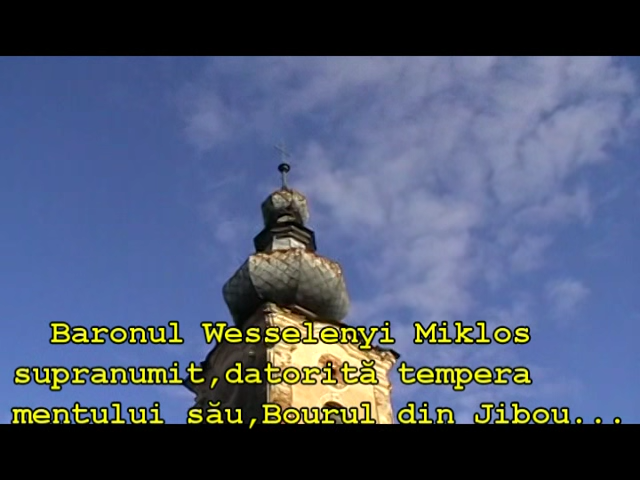 Baronul Wesselenyi Miklos
supranumit,datorită tempera
mentului său,Bourul din Jibou...